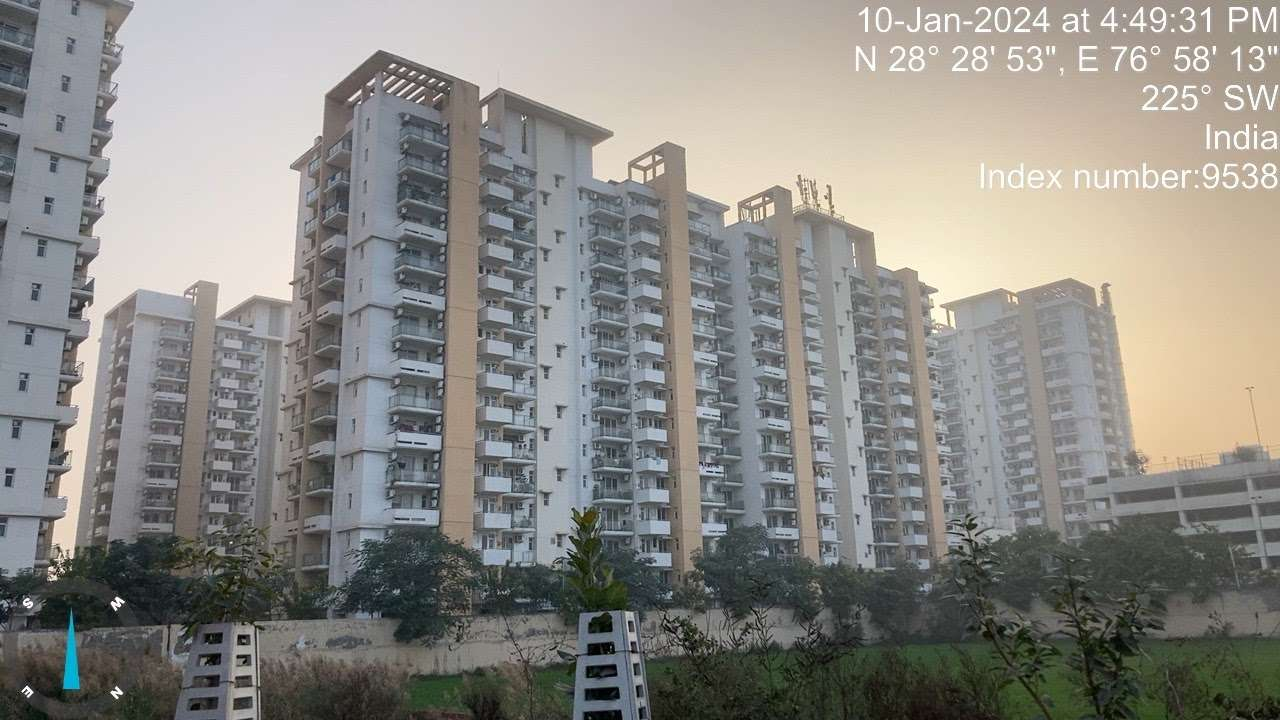 10-Jan-2024 at 4:49:31 PM
N 28° 28' 53", E 76° 58' 13"
225° SW
India
Index number:9538
S W
E N